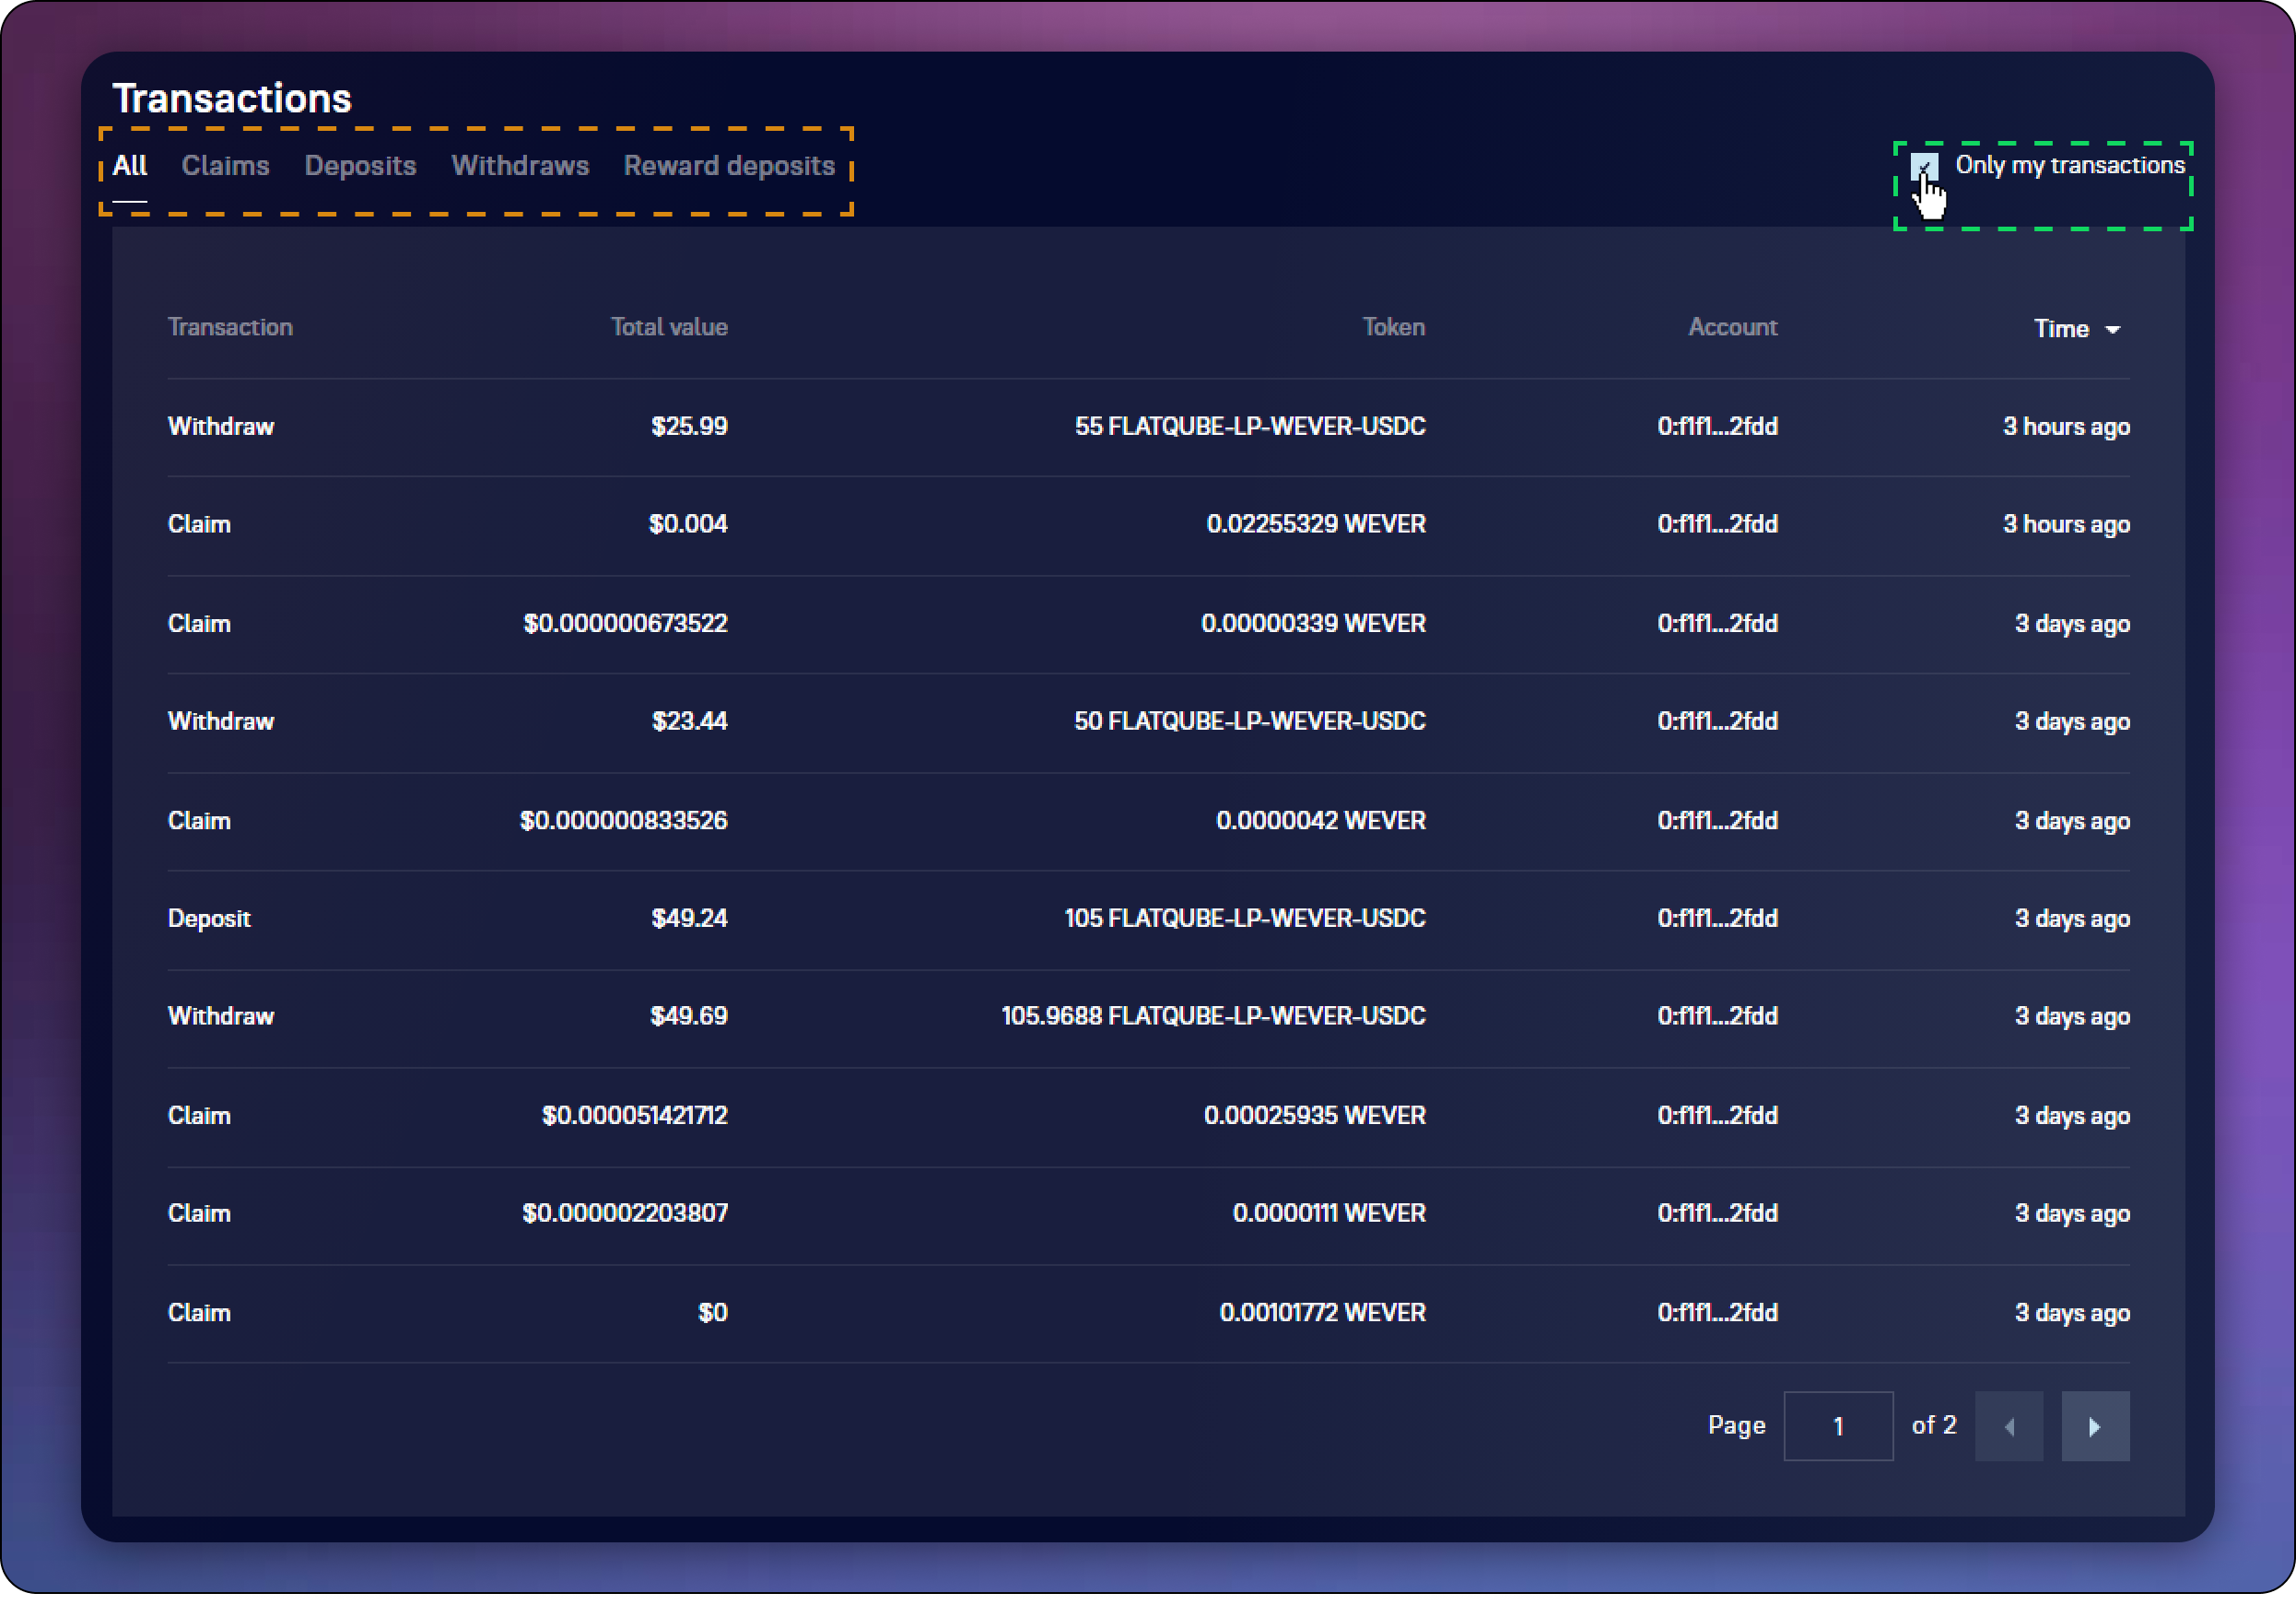 Transactions
All Claims Deposits Withdraws Reward deposits Only my transactions
Transaction Total value Token Account Time
Withdraw $25.99 55 FLATQUBE-LP-WEVER-USDC 0:f1f1...2fdd 3 hours ago
Claim $0.004 0.02255329 WEVER 0:f1f1...2fdd 3 hours ago
Claim $0.000000673522 0.00000339 WEVER 0:f1f1...2fdd 3 days ago
Withdraw $23.44 50 FLATQUBE-LP-WEVER-USDC 0:f1f1...2fdd 3 days ago
Claim $0.000000833526 0.0000042 WEVER 0:f1f1...2fdd 3 days ago
Deposit $49.24 105 FLATQUBE-LP-WEVER-USDC 0:f1f1...2fdd 3 days ago
Withdraw $49.69 105.9688 FLATQUBE-LP-WEVER-USDC 0:f1f1...2fdd 3 days ago
Claim $0.000051421712 0.00025935 WEVER 0:f1f1...2fdd 3 days ago
Claim $0.000002203807 0.0000111 WEVER 0:f1f1...2fdd 3 days ago
Claim $0 0.00101772 WEVER 0:f1f1...2fdd 3 days ago
Page 1 of 2